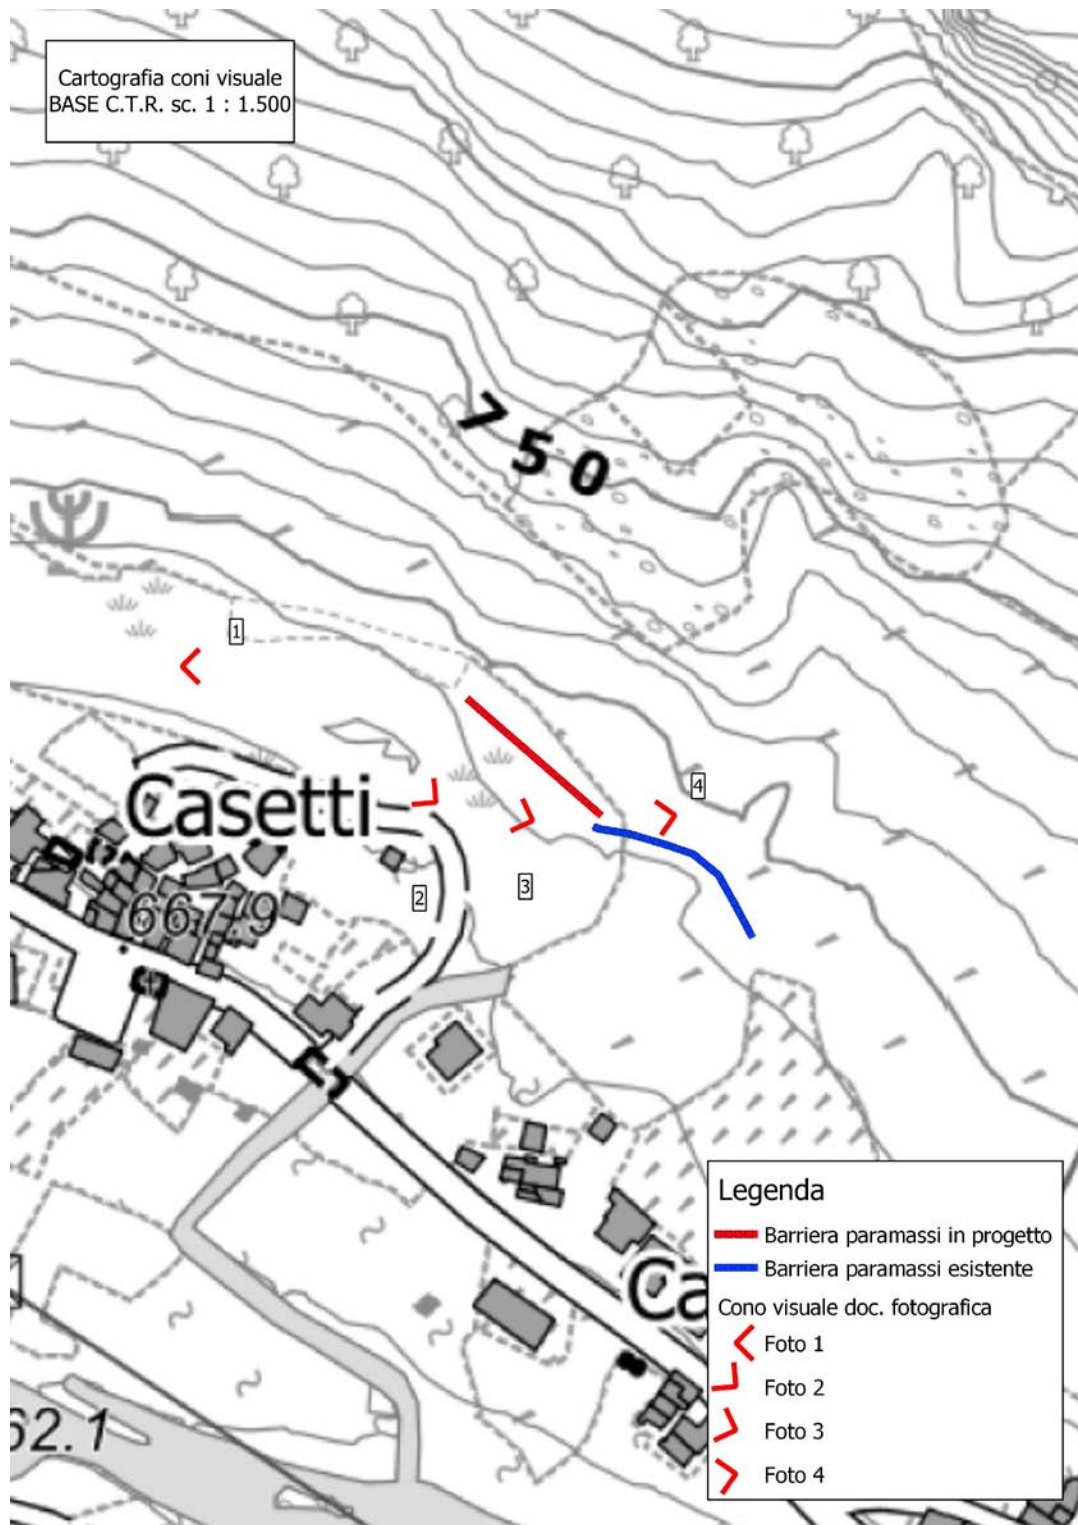 Cartografia coni visuale
BASE C.T.R. sc. 1 : 1.500
750
1
4
Casetti
2
3
667.9
Legenda
Barriera paramassi in progetto
Barriera paramassi esistente
Ca
Cono visuale doc. fotografica
Foto 1
Foto 2
62.1
Foto 3
Foto 4